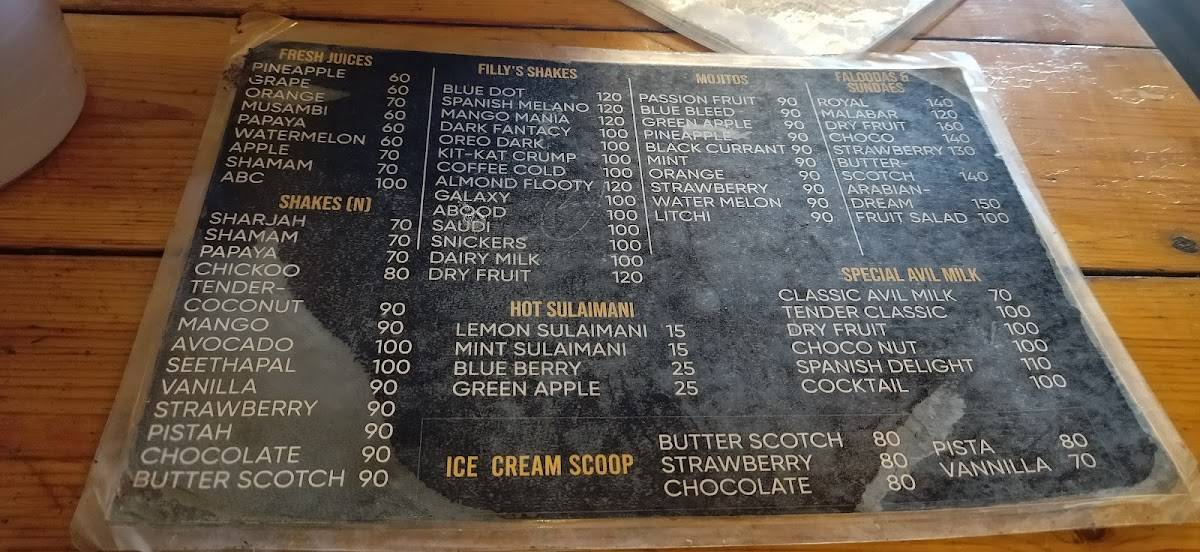 FRESH JUICES
PINEAPPLE 60
GRAPE 60
ORANGE 70
MUSAMBI 60
PAPAYA 60
WATERMELON 60
APPLE 70
SHAMAM 70
ABC 100
SHAKES (N)
SHARJAH 70
SHAMAM 70
PAPAYA 70
CHICKOO 80
TENDER-
COCONUT 90
MANGO 90
AVOCADO 100
SEETHAPAL 100
VANILLA 90
STRAWBERRY 90
PISTAH 90
CHOCOLATE 90
BUTTER SCOTCH 90
FILLY'S SHAKES
BLUE DOT 120
SPANISH MELANO 120
MANGO MANIA 120
DARK FANTACY 100
OREO DARK 100
KIT-KAT CRUMP 100
COFFEE COLD 100
ALMOND FLOOTY 120
GALAXY 100
ABOOD 100
SAUDI 100
SNICKERS 100
DAIRY MILK 100
DRY FRUIT 120
HOT SULAIMANI
LEMON SULAIMANI 15
MINT SULAIMANI 15
BLUE BERRY 25
GREEN APPLE 25
MOJITOS
PASSION FRUIT 90
BLUE BLEED 90
GREEN APPLE 90
PINEAPPLE 90
BLACK CURRANT 90
MINT 90
ORANGE 90
STRAWBERRY 90
WATER MELON 90
LITCHI 90
FALOODAS &
SUNDAES
ROYAL 140
MALABAR 120
DRY FRUIT 160
CHOCO 140
STRAWBERRY 130
BUTTER-
SCOTCH 140
ARABIAN-
DREAM 150
FRUIT SALAD 100
SPECIAL AVIL MILK
CLASSIC AVIL MILK 70
TENDER CLASSIC 100
DRY FRUIT 100
CHOCO NUT 100
SPANISH DELIGHT 110
COCKTAIL 100
ICE CREAM SCOOP
BUTTER SCOTCH 80
STRAWBERRY 80
CHOCOLATE 80
PISTA 80
VANNILLA 70